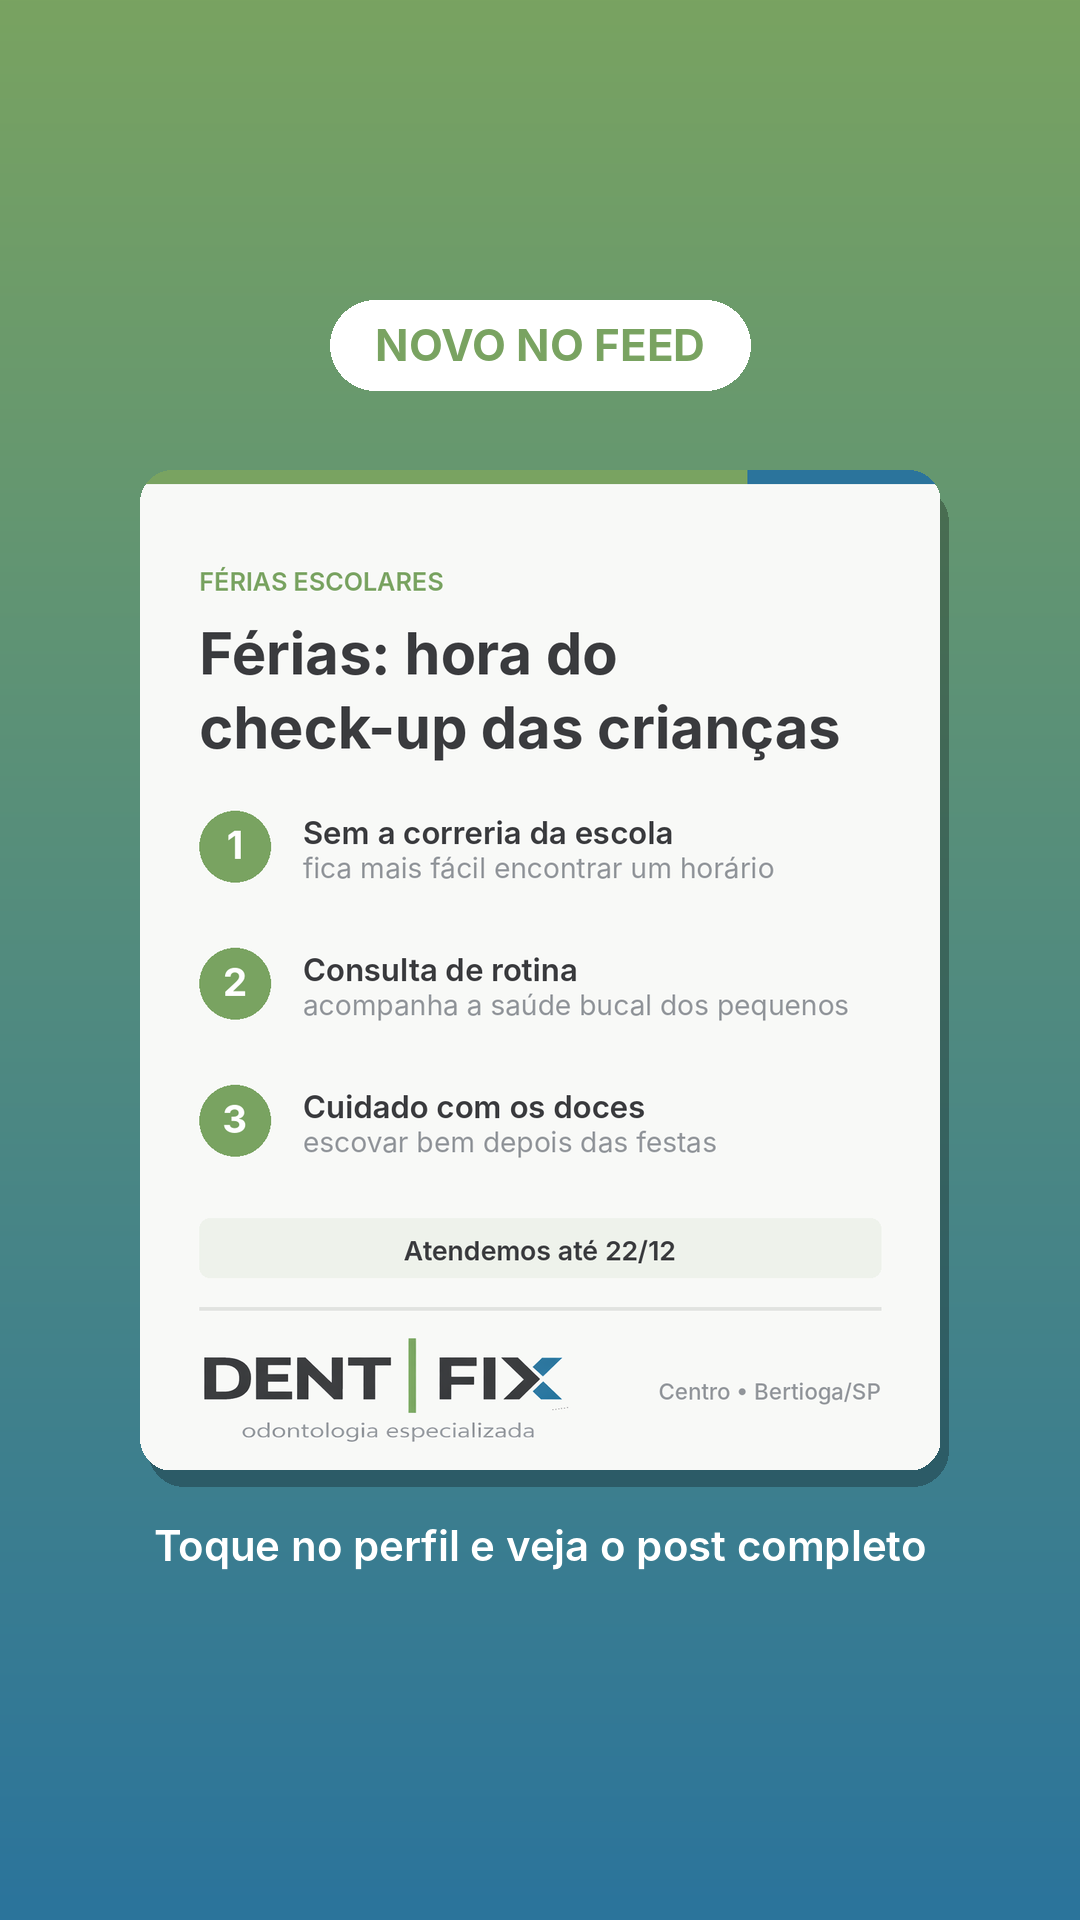 NOVO NO FEED
FÉRIAS ESCOLARES
Férias: hora do
check-up das crianças
1
Sem a correria da escola
fica mais fácil encontrar um horário
2
Consulta de rotina
acompanha a saúde bucal dos pequenos
3
Cuidado com os doces
escovar bem depois das festas
Atendemos até 22/12
DENT FIX
odontologia especializada
Centro • Bertioga/SP
Toque no perfil e veja o post completo